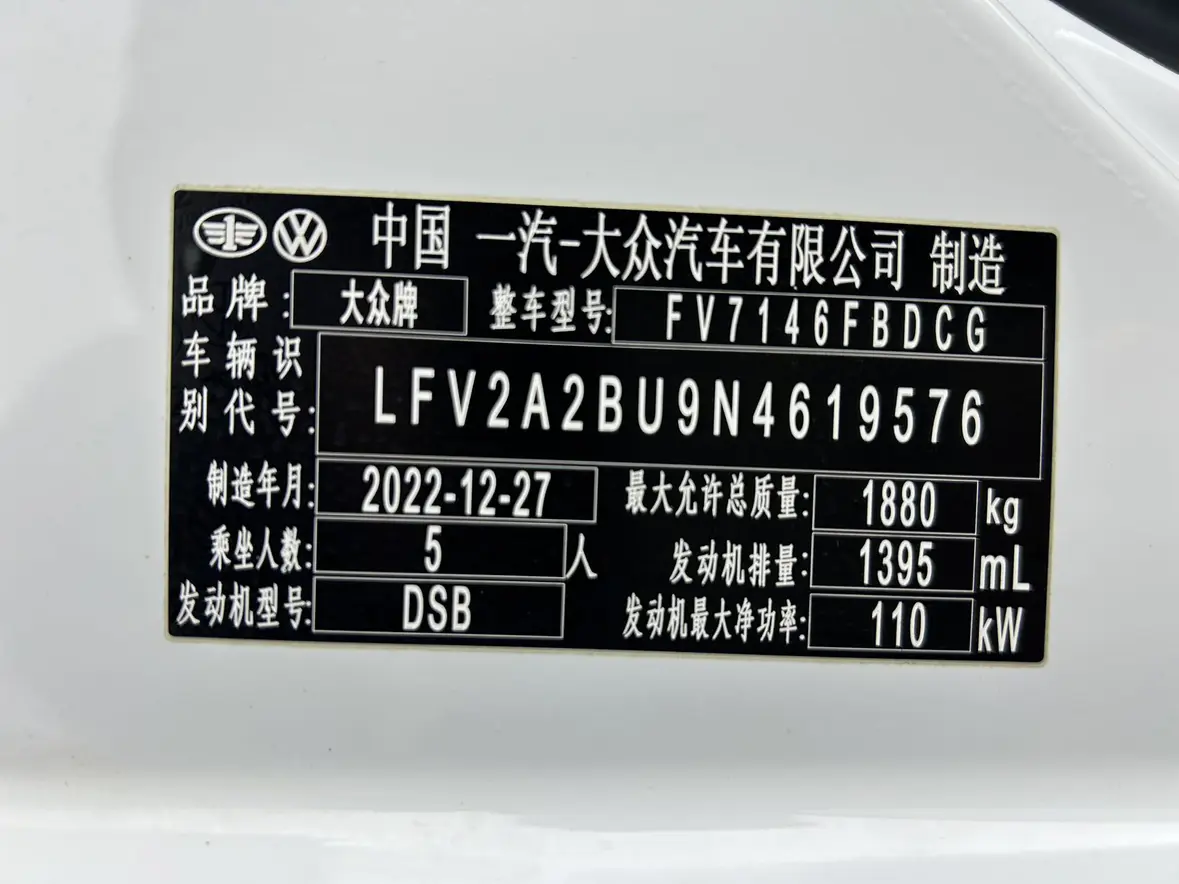 中国 一汽-大众汽车有限公司 制造
品牌: 大众牌 整车型号: FV7146FBDCG
车辆识别代号: LFV2A2BU9N4619576
制造年月: 2022-12-27 最大允许总质量: 1880 kg
乘坐人数: 5 人 发动机排量: 1395 mL
发动机型号: DSB 发动机最大净功率: 110 kW